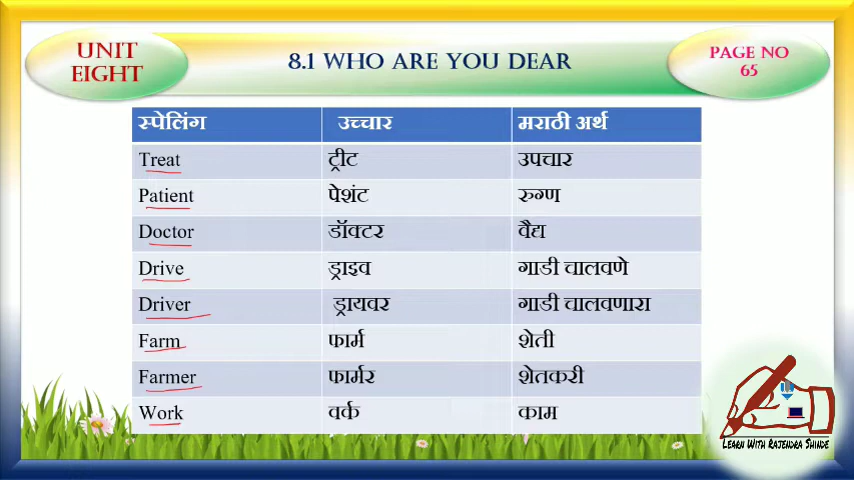 UNIT
EIGHT
8.1 WHO ARE YOU DEAR
PAGE NO
65
स्पेलिंग उच्चार मराठी अर्थ
Treat ट्रीट उपचार
Patient पेशंट रुग्ण
Doctor डॉक्टर वैद्य
Drive ड्राइव गाडी चालवणे
Driver ड्रायवर गाडी चालवणारा
Farm फार्म शेती
Farmer फार्मर शेतकरी
Work वर्क काम
LEARN WITH RAJENDRA SHINDE